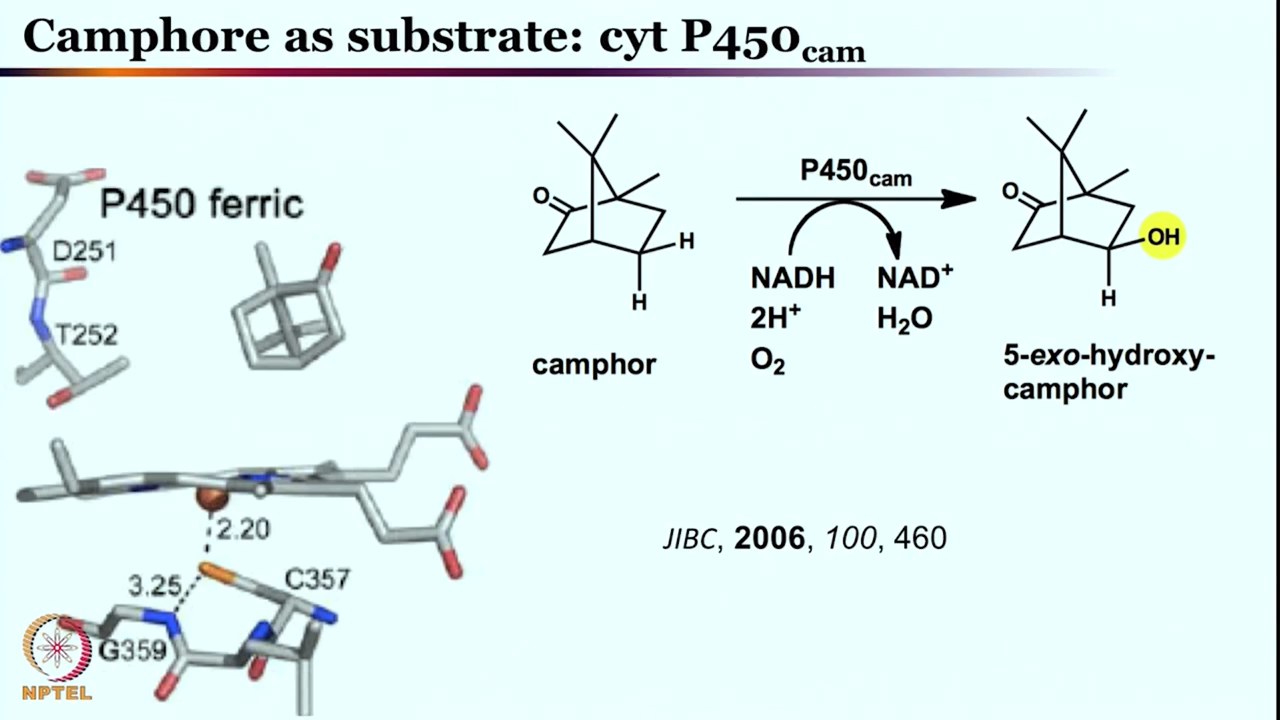 Camphore as substrate: cyt P450cam
P450 ferric
D251
T252
2.20
3.25
C357
G359
NPTEL
O
H
H
camphor
P450cam
NADH
NAD+
2H+
H2O
O2
O
OH
H
5-exo-hydroxy-
camphor
JIBC, 2006, 100, 460